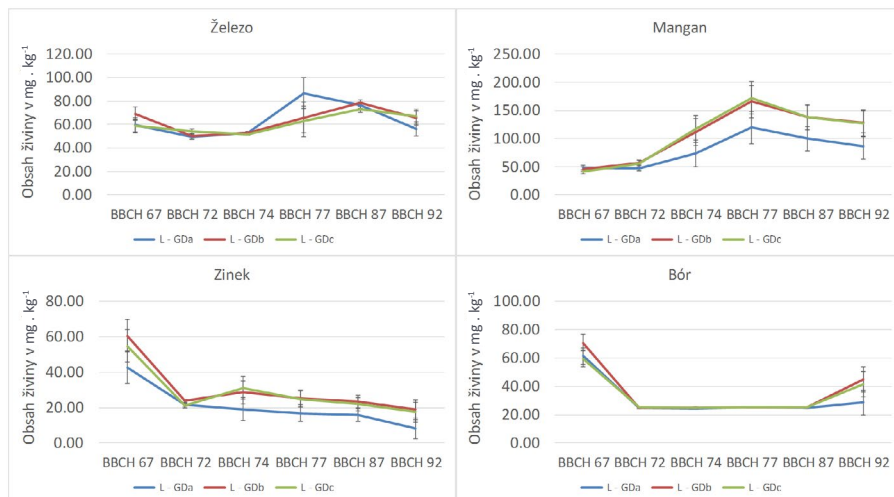 Železo
Obsah živiny v mg . kg-1
120.00
100.00
80.00
60.00
40.00
20.00
0.00
BBCH 67 BBCH 72 BBCH 74 BBCH 77 BBCH 87 BBCH 92
L - GDa L - GDb L - GDc
Mangan
Obsah živiny v mg . kg-1
250.00
200.00
150.00
100.00
50.00
0.00
BBCH 67 BBCH 72 BBCH 74 BBCH 77 BBCH 87 BBCH 92
L - GDa L - GDb L - GDc
Zinek
Obsah živiny v mg . kg-1
80.00
60.00
40.00
20.00
0.00
BBCH 67 BBCH 72 BBCH 74 BBCH 77 BBCH 87 BBCH 92
L - GDa L - GDb L - GDc
Bór
Obsah živiny v mg . kg-1
100.00
80.00
60.00
40.00
20.00
0.00
BBCH 67 BBCH 72 BBCH 74 BBCH 77 BBCH 87 BBCH 92
L - GDa L - GDb L - GDc